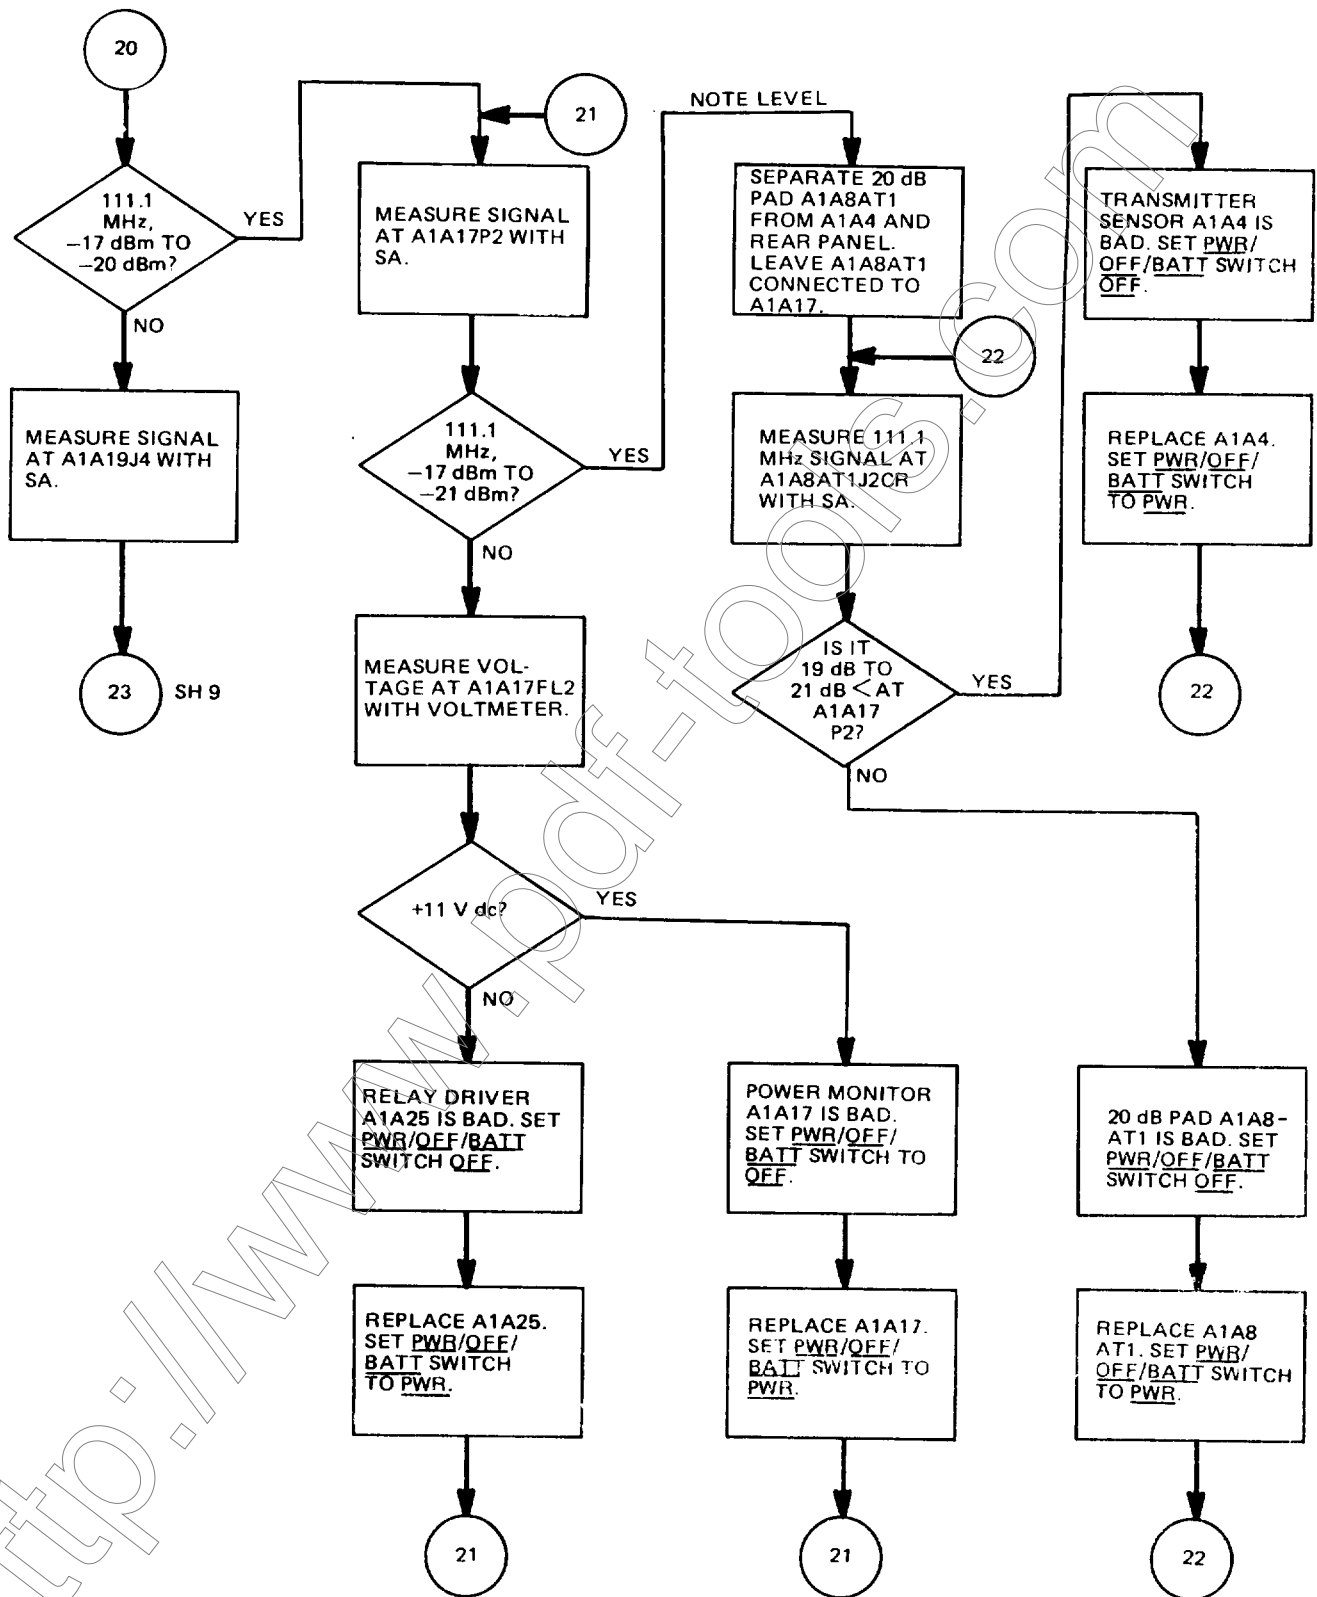 20
111.1
MHz,
—17 dBm TO
—20 dBm?
YES
NO
MEASURE SIGNAL
AT A1A19J4 WITH
SA.
23
SH 9
21
MEASURE SIGNAL
AT A1A17P2 WITH
SA.
111.1
MHz,
—17 dBm TO
—21 dBm?
YES
NO
MEASURE VOL-
TAGE AT A1A17FL2
WITH VOLTMETER.
+11 V dc?
YES
NO
RELAY DRIVER
A1A25 IS BAD. SET
PWR/OFF/BATT
SWITCH OFF.
REPLACE A1A25.
SET PWR/OFF/
BATT SWITCH
TO PWR.
21
NOTE LEVEL
SEPARATE 20 dB
PAD A1A8AT1
FROM A1A4 AND
REAR PANEL.
LEAVE A1A8AT1
CONNECTED TO
A1A17.
22
MEASURE 111.1
MHz SIGNAL AT
A1A8AT1J2CR
WITH SA.
IS IT
19 dB TO
21 dB < AT
A1A17
P2?
YES
NO
POWER MONITOR
A1A17 IS BAD.
SET PWR/OFF/
BATT SWITCH TO
OFF.
REPLACE A1A17.
SET PWR/OFF/
BATT SWITCH TO
PWR.
21
TRANSMITTER
SENSOR A1A4 IS
BAD. SET PWR/
OFF/BATT SWITCH
OFF.
REPLACE A1A4.
SET PWR/OFF/
BATT SWITCH
TO PWR.
22
20 dB PAD A1A8-
AT1 IS BAD. SET
PWR/OFF/BATT
SWITCH OFF.
REPLACE A1A8
AT1. SET PWR/
OFF/BATT SWITCH
TO PWR.
22
ttp://www.pdf-tools.com